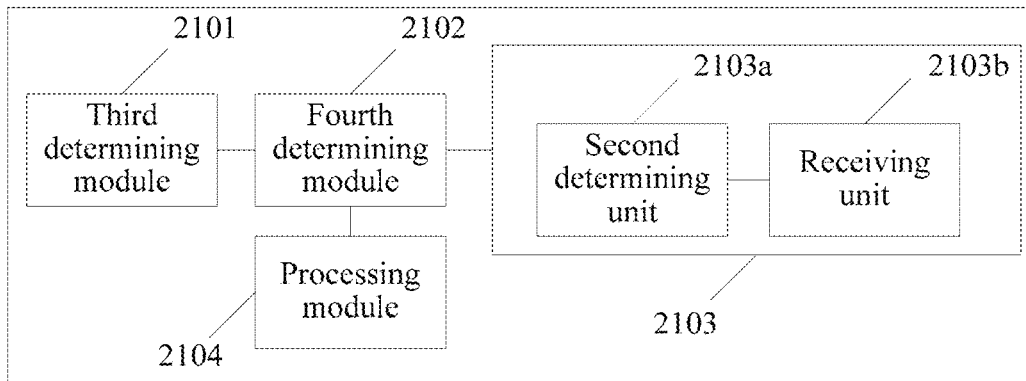 2101
2102
2103a
2103b
Third
determining
module
Fourth
determining
module
Second
determining
unit
Receiving
unit
Processing
module
2103
2104